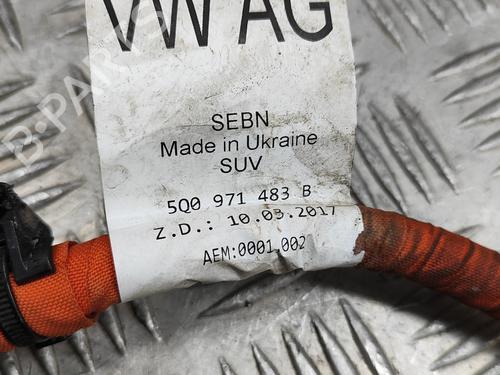 VW AG
SEBN
Made in Ukraine
SUV
5Q0 971 483 B
Z.D.: 10.03.2017
AEM:0001.002
B-PARTS